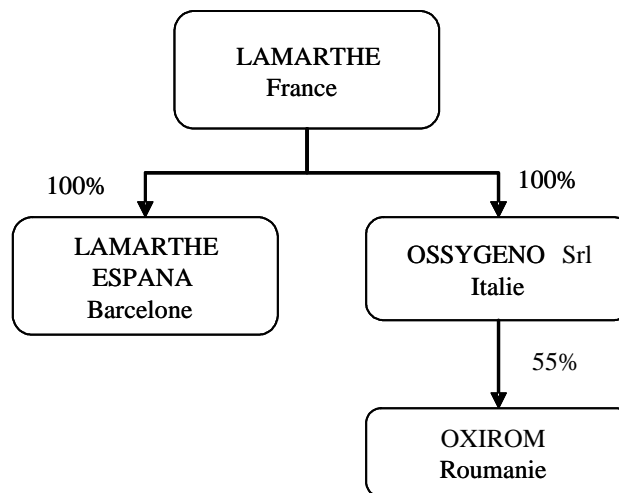 LAMARTHE
France
100%
100%
LAMARTHE
ESPANA
Barcelone
OSSYGENO Srl
Italie
55%
OXIROM
Roumanie